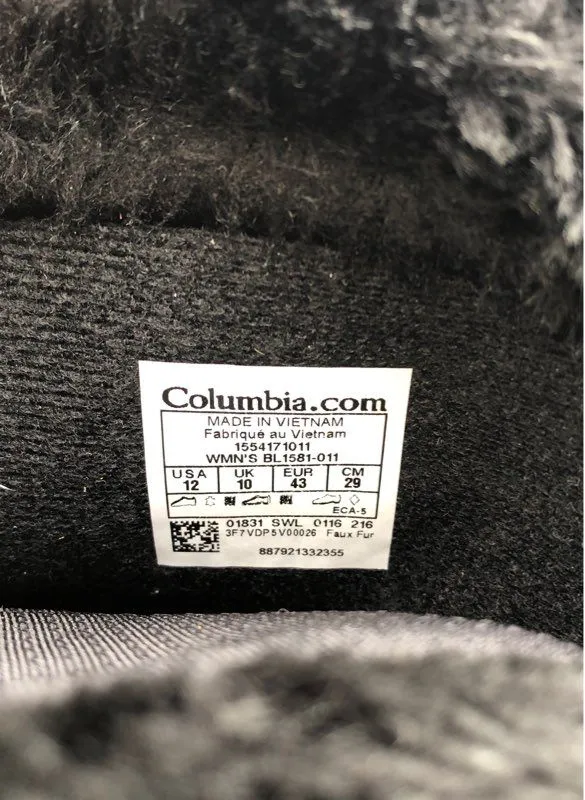 Columbia.com
MADE IN VIETNAM
Fabriqué au Vietnam
1554171011
WMN'S BL1581-011
USA UK EUR CM
12 10 43 29
ECA-5
01831 SWL 0116 216
3F7VDP5V00026 Faux Fur
887921332355